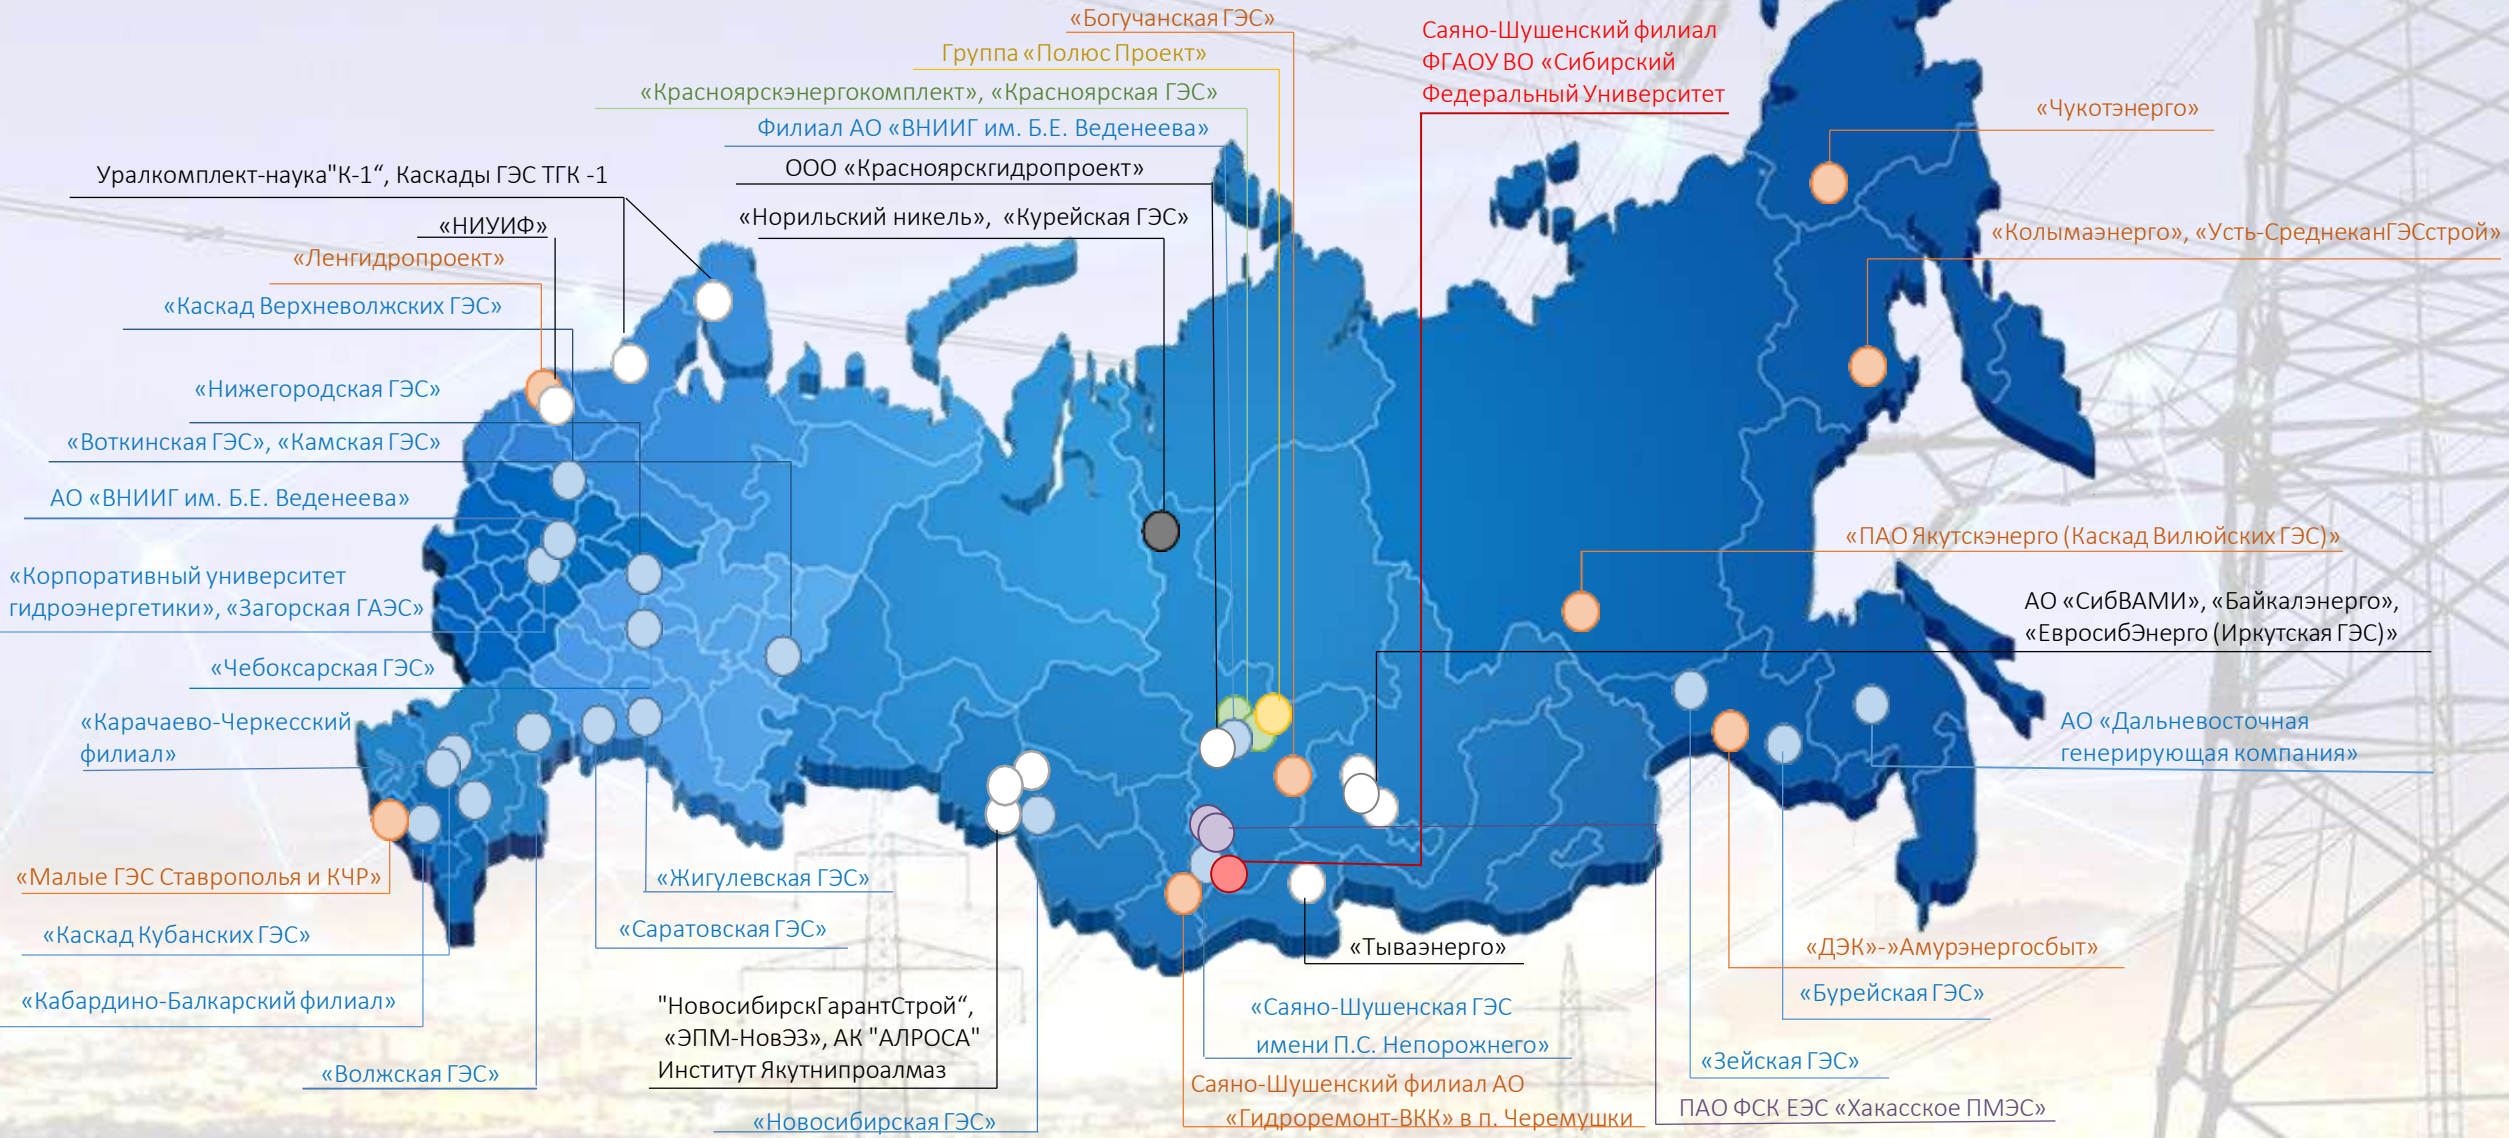 «Богучанская ГЭС»
Группа «Полюс Проект»
«Красноярскэнергокомплект», «Красноярская ГЭС»
Филиал АО «ВНИИГ им. Б.Е. Веденеева»
ООО «Красноярскгидропроект»
«Норильский никель», «Курейская ГЭС»
Саяно-Шушенский филиал
ФГАОУ ВО «Сибирский
Федеральный Университет
«Чукотэнерго»
«Колымаэнерго», «Усть-СреднеканГЭСстрой»
Уралкомплект-наука"К-1“, Каскады ГЭС ТГК -1
«НИУИФ»
«Ленгидропроект»
«Каскад Верхневолжских ГЭС»
«Нижегородская ГЭС»
«Воткинская ГЭС», «Камская ГЭС»
АО «ВНИИГ им. Б.Е. Веденеева»
«Корпоративный университет
гидроэнергетики», «Загорская ГАЭС»
«Чебоксарская ГЭС»
«Карачаево-Черкесский
филиал»
«Малые ГЭС Ставрополья и КЧР»
«Каскад Кубанских ГЭС»
«Кабардино-Балкарский филиал»
«Волжская ГЭС»
«Жигулевская ГЭС»
«Саратовская ГЭС»
"НовосибирскГарантСтрой“,
«ЭПМ-НовЭЗ», АК "АЛРОСА"
Институт Якутнипроалмаз
«Новосибирская ГЭС»
«Тываэнерго»
«Саяно-Шушенская ГЭС
имени П.С. Непорожнего»
Саяно-Шушенский филиал АО
«Гидроремонт-ВКК» в п. Черемушки
«ПАО Якутскэнерго (Каскад Вилюйских ГЭС)»
АО «СибВАМИ», «Байкалэнерго»,
«ЕвросибЭнерго (Иркутская ГЭС)»
АО «Дальневосточная
генерирующая компания»
«ДЭК»-»Амурэнергосбыт»
«Бурейская ГЭС»
«Зейская ГЭС»
ПАО ФСК ЕЭС «Хакасское ПМЭС»